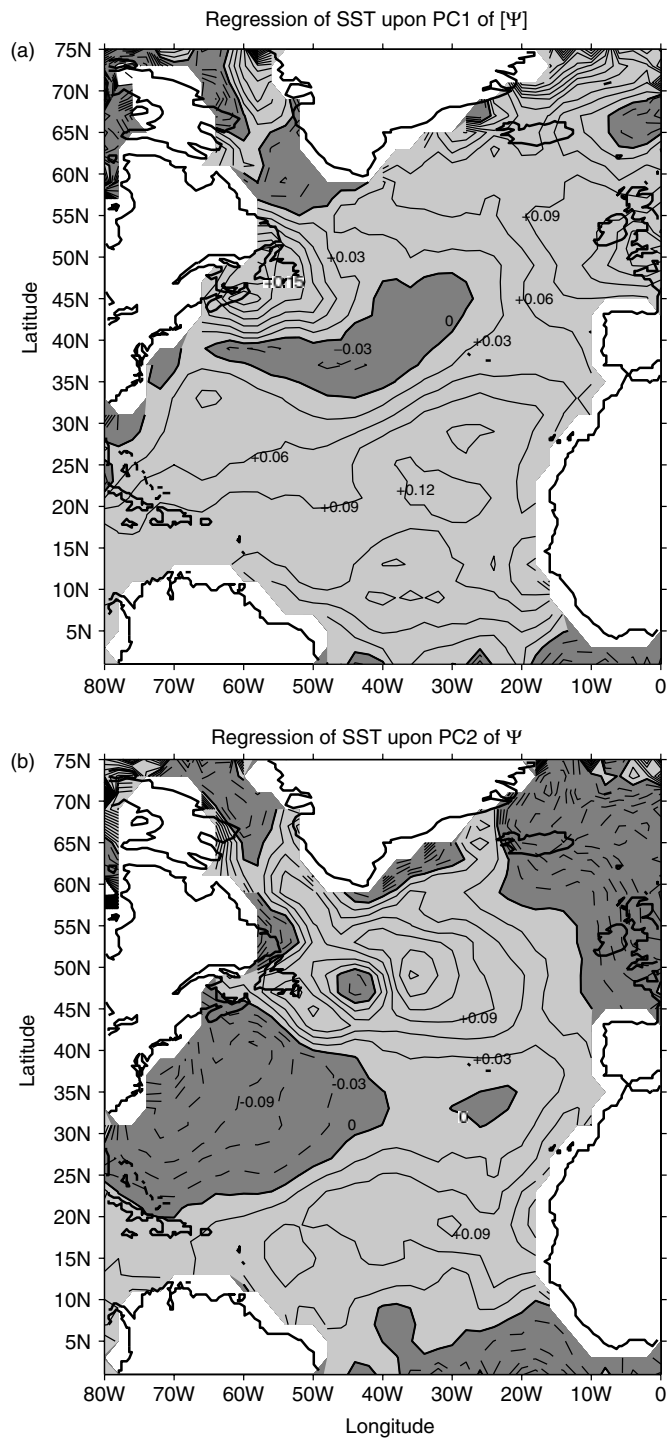 Regression of SST upon PC1 of [Ψ]
(a)
75N
70N
65N
60N
55N
50N
45N
40N
35N
30N
25N
20N
15N
10N
5N
Latitude
+0.09
+0.03
+0.15
+0.06
0
−0.03
+0.03
+0.06
+0.12
+0.09
80W 70W 60W 50W 40W 30W 20W 10W 0
Regression of SST upon PC2 of Ψ
(b)
75N
70N
65N
60N
55N
50N
45N
40N
35N
30N
25N
20N
15N
10N
5N
Latitude
+0.09
+0.03
-0.03
-0.09
0
0
+0.09
80W 70W 60W 50W 40W 30W 20W 10W 0
Longitude